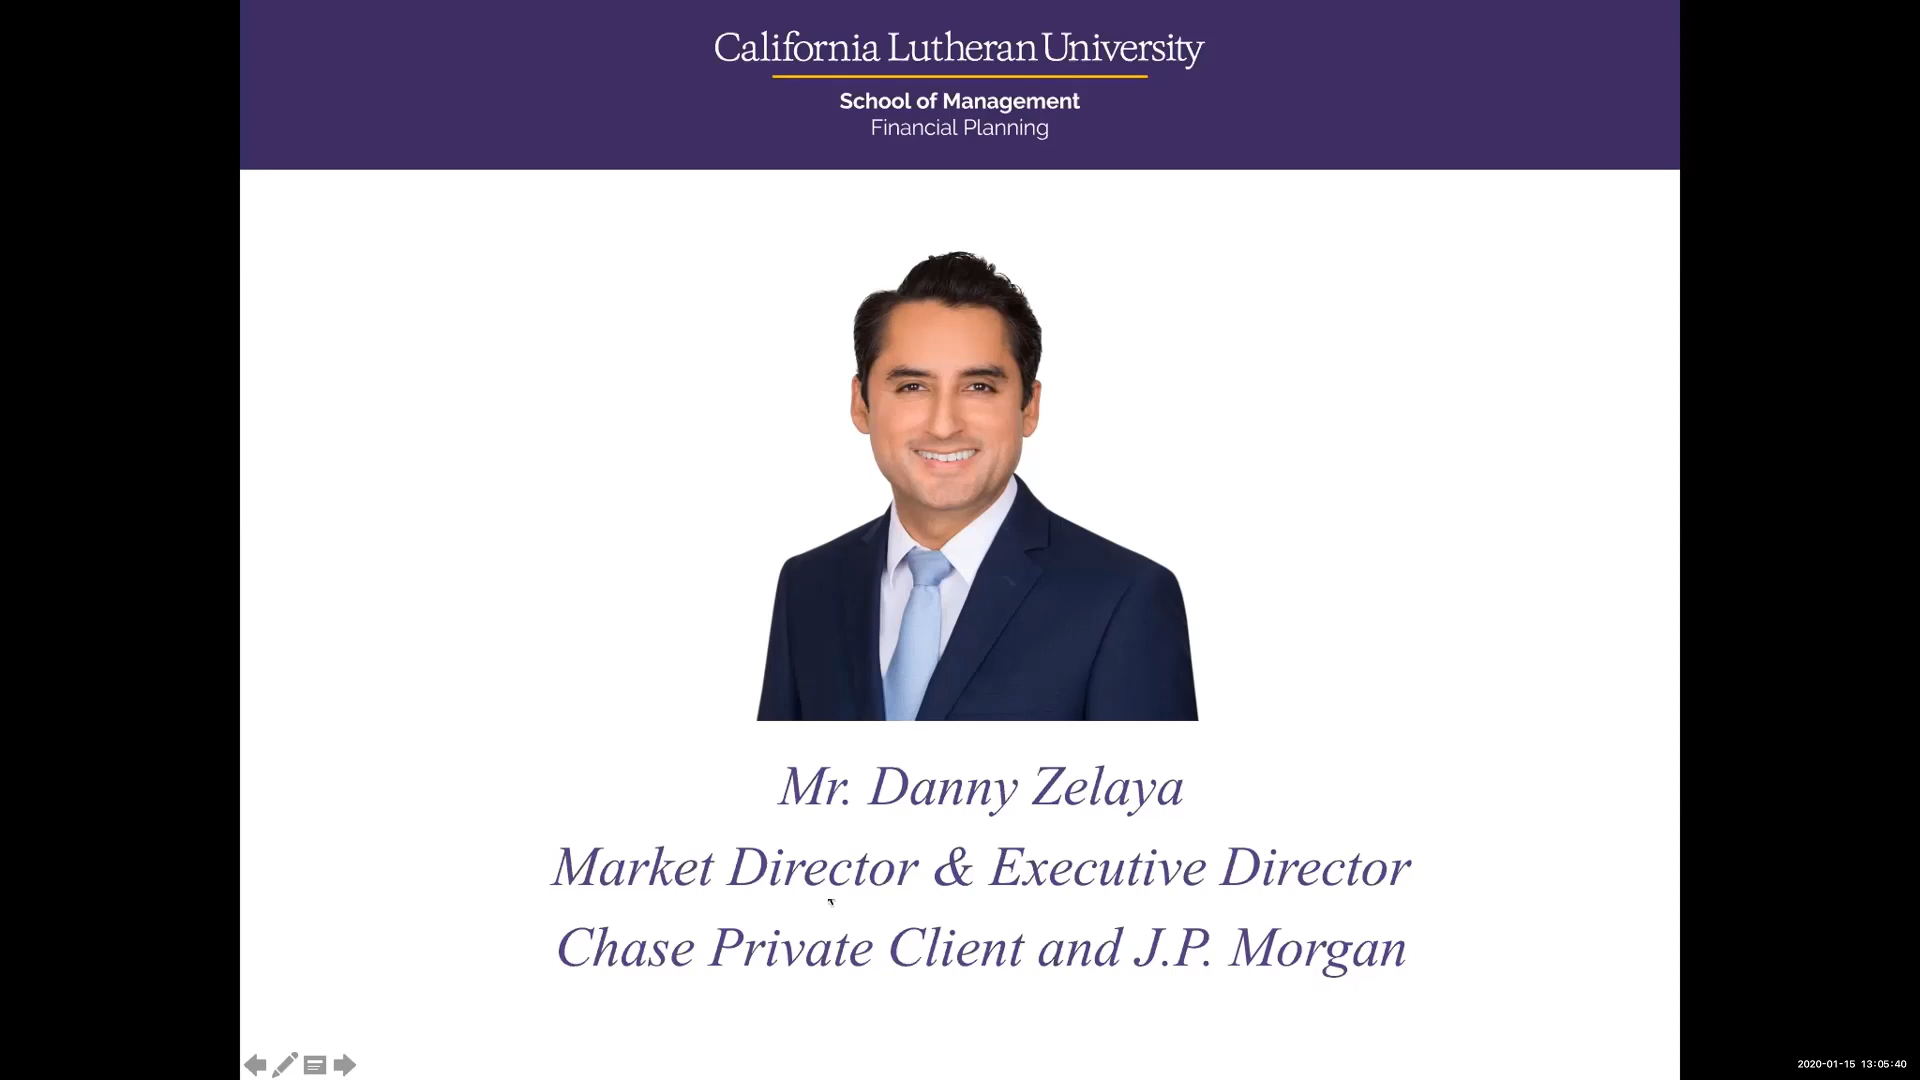 California Lutheran University
School of Management
Financial Planning
Mr. Danny Zelaya
Market Director & Executive Director
Chase Private Client and J.P. Morgan
2020-01-15 13:05:40